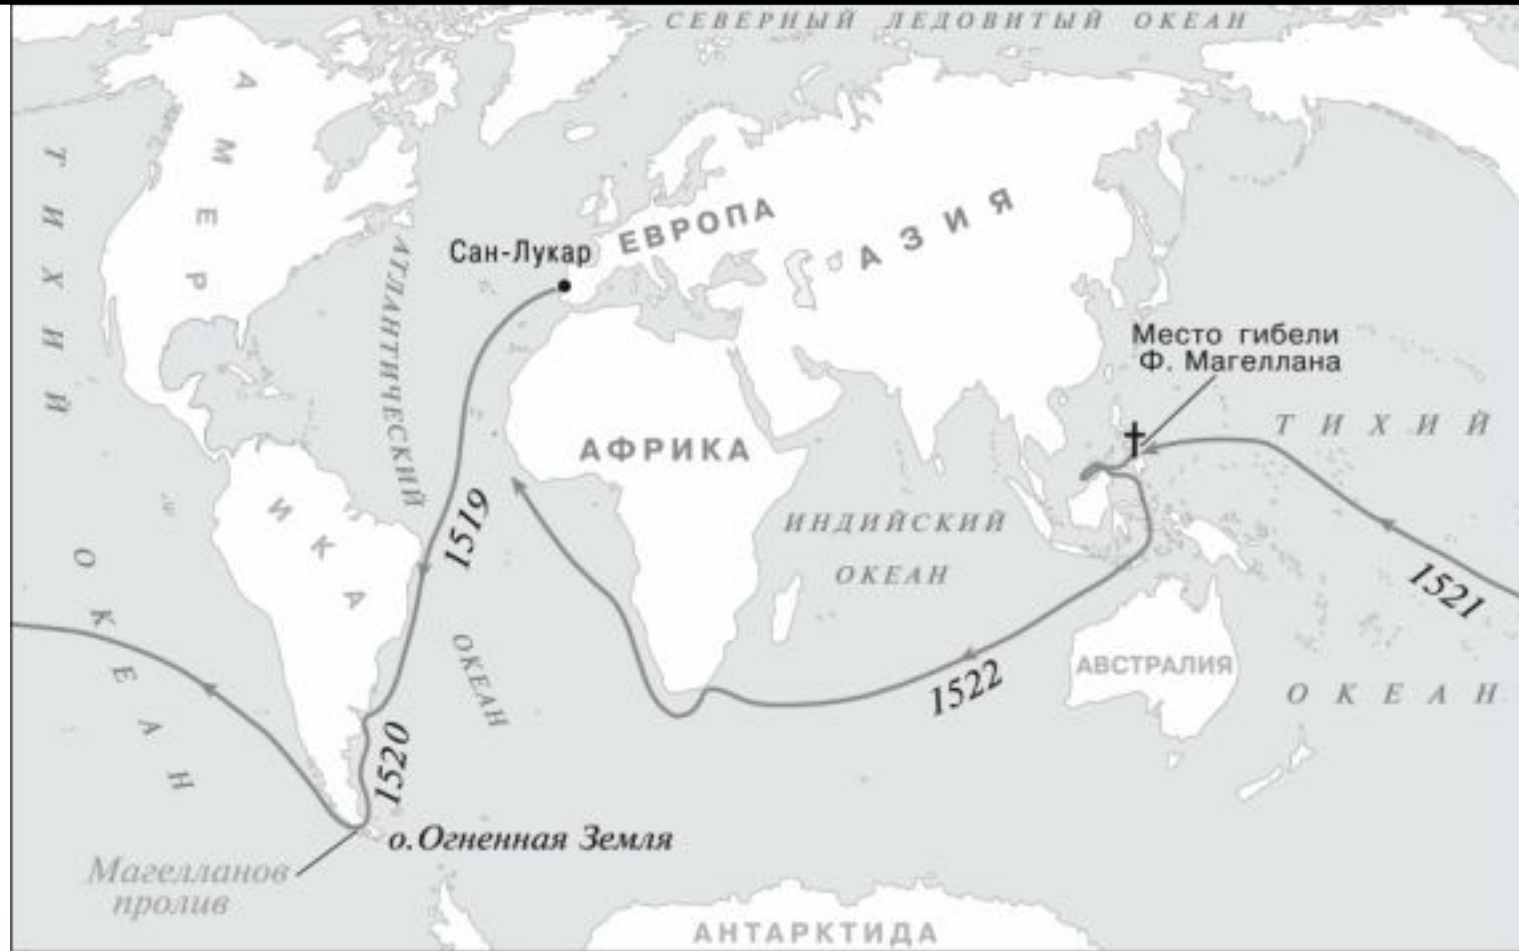 СЕВЕРНЫЙ ЛЕДОВИТЫЙ ОКЕАН
АМЕРИКА
ТИХИЙ
ОКЕАН
АТЛАНТИЧЕСКИЙ
ОКЕАН
Сан-Лукар
ЕВРОПА
АЗИЯ
Место гибели
Ф. Магеллана
ТИХИЙ
ОКЕАН
АФРИКА
ИНДИЙСКИЙ
ОКЕАН
1519
1520
1521
1522
АВСТРАЛИЯ
о. Огненная Земля
Магелланов
пролив
АНТАРКТИДА